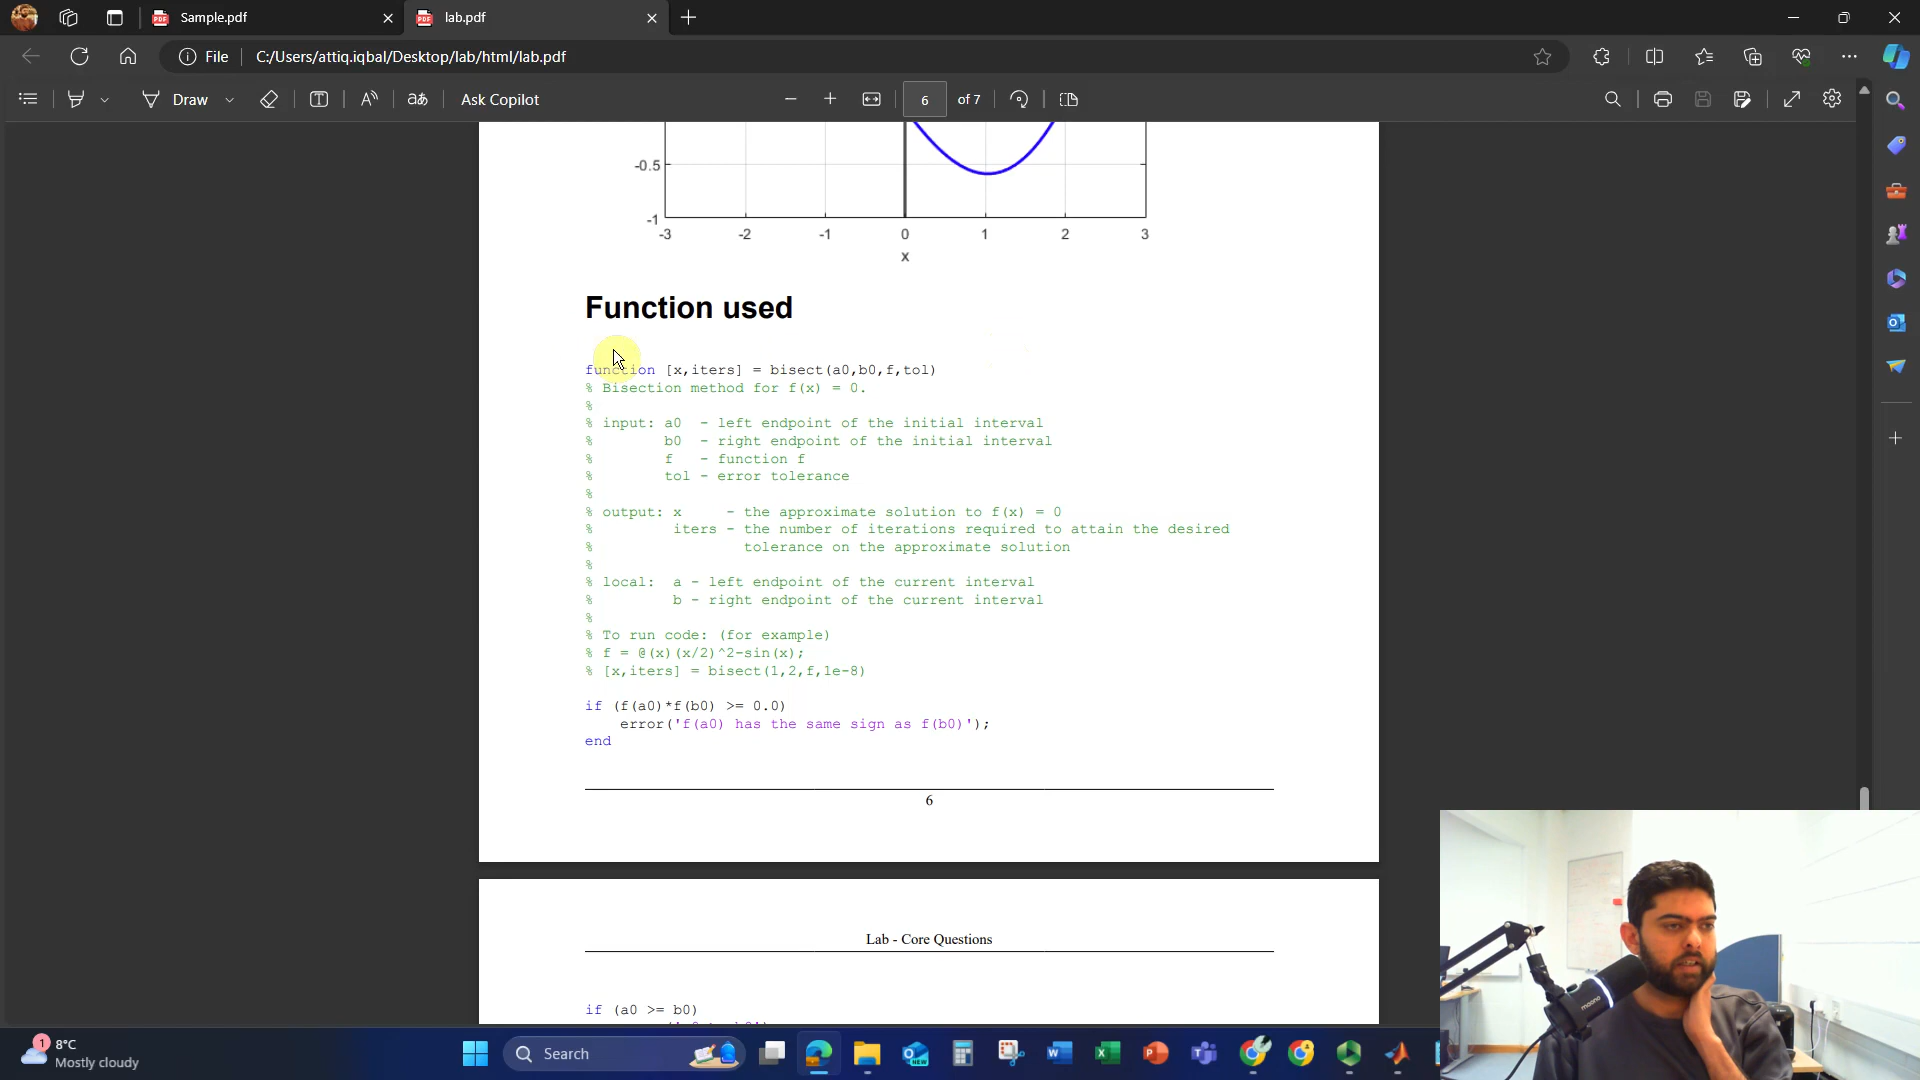 Sample.pdf
lab.pdf
File
C:/Users/attiq.iqbal/Desktop/lab/html/lab.pdf
Draw
aあ
Ask Copilot
6
of 7
-0.5
-1
-3 -2 -1 0 1 2 3
x
Function used
function [x,iters] = bisect(a0,b0,f,tol)
% Bisection method for f(x) = 0.
%
% input: a0 - left endpoint of the initial interval
% b0 - right endpoint of the initial interval
% f - function f
% tol - error tolerance
%
% output: x - the approximate solution to f(x) = 0
% iters - the number of iterations required to attain the desired
% tolerance on the approximate solution
%
% local: a - left endpoint of the current interval
% b - right endpoint of the current interval
%
% To run code: (for example)
% f = @(x)(x/2)^2-sin(x);
% [x,iters] = bisect(1,2,f,1e-8)
if (f(a0)*f(b0) >= 0.0)
error('f(a0) has the same sign as f(b0)');
end
6
Lab - Core Questions
if (a0 >= b0)
1
8°C
Mostly cloudy
Search